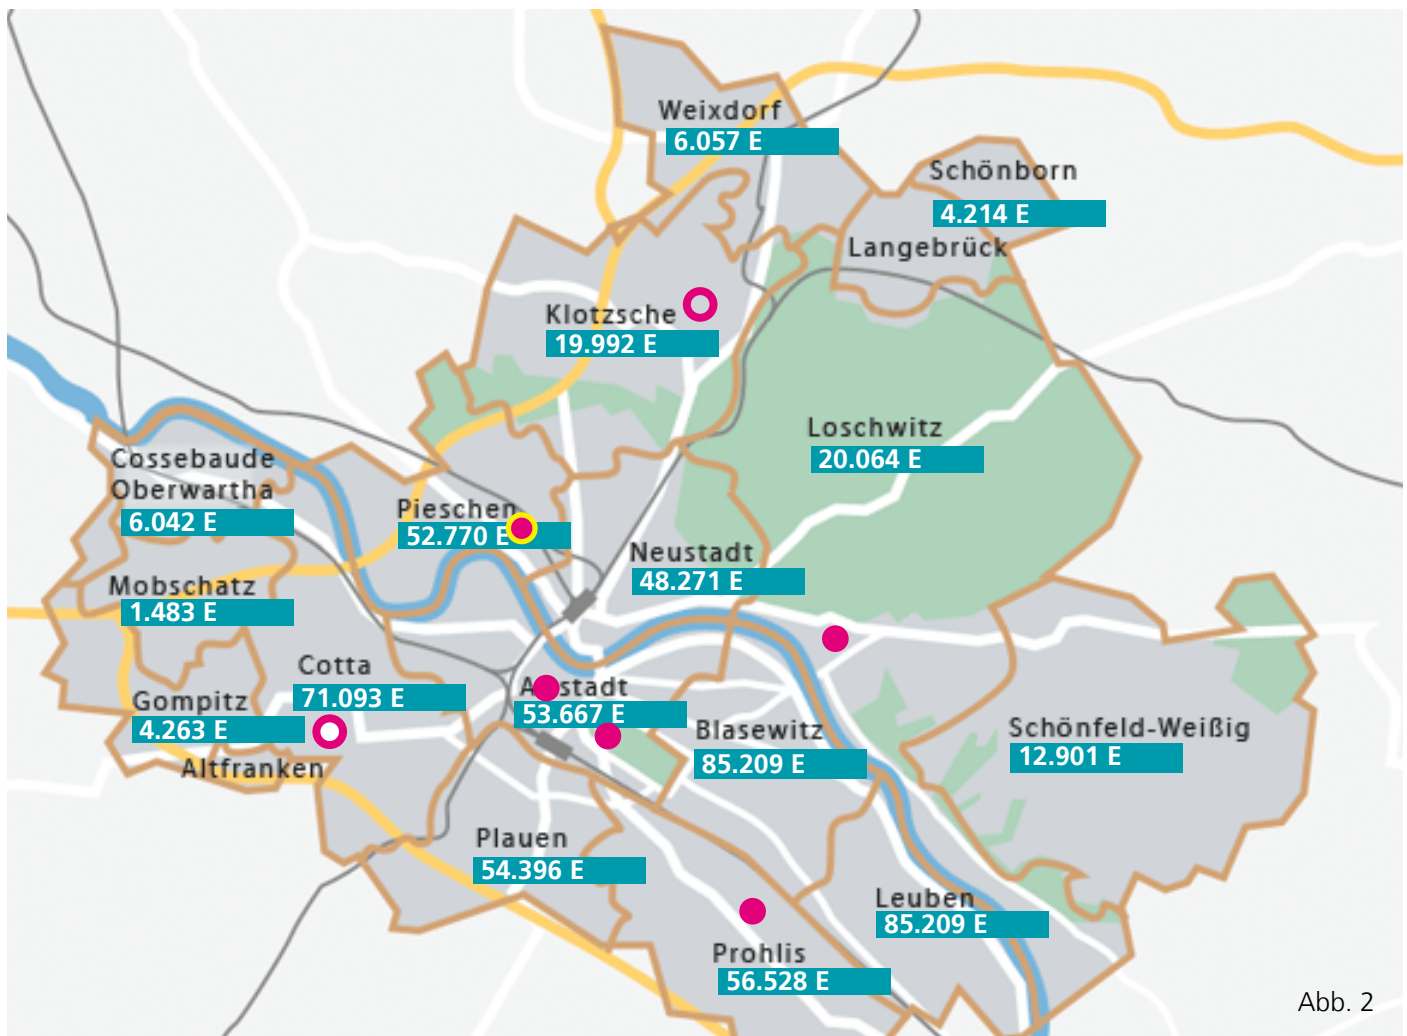 Weixdorf
6.057 E
Schönborn
4.214 E
Langebrück
Klotzsche
19.992 E
Loschwitz
20.064 E
Cossebaude
Oberwartha
6.042 E
Pieschen
52.770 E
Neustadt
48.271 E
Mobschatz
1.483 E
Cotta
71.093 E
Gompitz
4.263 E
Altfranken
Altstadt
53.667 E
Blasewitz
85.209 E
Schönfeld-Weißig
12.901 E
Plauen
54.396 E
Leuben
85.209 E
Prohlis
56.528 E
Abb. 2